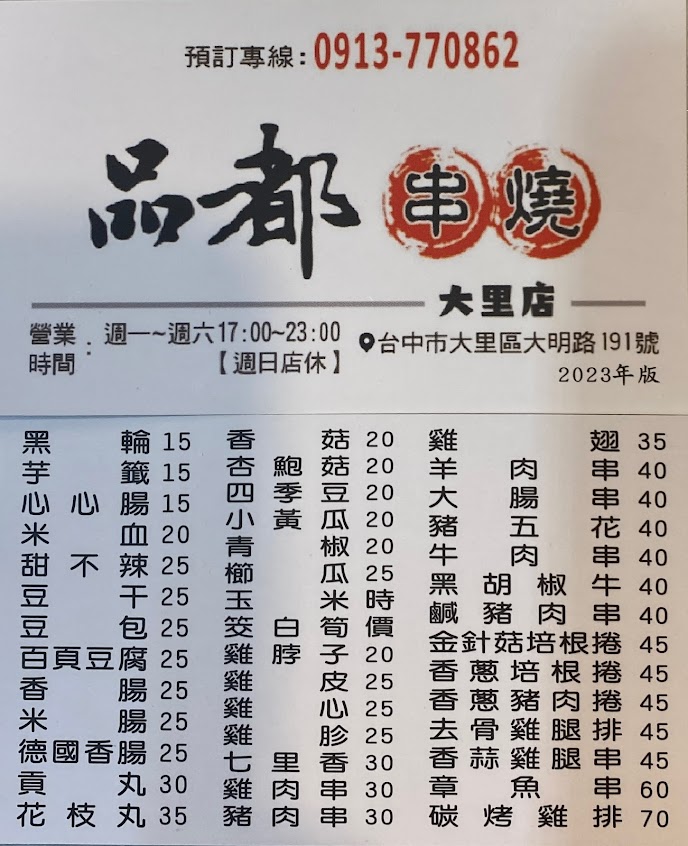 預訂專線:0913-770862
品都串燒
大里店
營業時間:週一~週六17:00~23:00
【週日店休】
台中市大里區大明路191號
2023年版
黑輪 15
芋籤 15
心心腸 15
米血 20
甜不辣 25
豆干 25
豆包 25
百頁豆腐 25
香腸 25
米腸 25
德國香腸 25
貢丸 30
花枝丸 35
香菇 20
杏鮑菇 20
四季豆 20
小黃瓜 20
青椒 20
櫛瓜 25
玉米 時
筊白筍 價
雞脖子 20
雞皮 25
雞心 25
雞胗 25
七里香 30
雞肉串 30
豬肉串 30
雞翅 35
羊肉串 40
大腸串 40
豬五花 40
牛肉串 40
黑胡椒牛 40
鹹豬肉串 40
金針菇培根捲 45
香蔥培根捲 45
香蔥豬肉捲 45
去骨雞腿排 45
香蒜雞腿串 45
章魚串 60
碳烤雞排 70